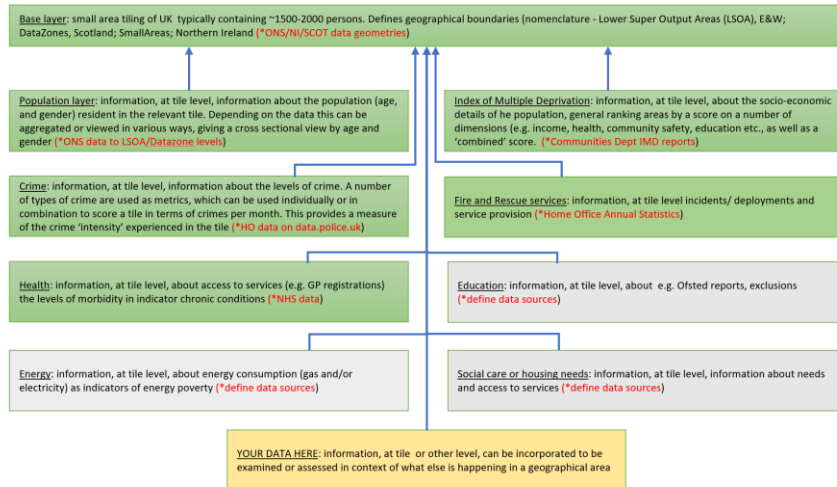 Base layer: small area tiling of UK typically containing ~1500-2000 persons. Defines geographical boundaries (nomenclature - Lower Super Output Areas (LSOA), E&W;
DataZones, Scotland; SmallAreas; Northern Ireland (*ONS/NI/SCOT data geometries)
Population layer: information, at tile level, information about the population (age,
and gender) resident in the relevant tile. Depending on the data this can be
aggregated or viewed in various ways, giving a cross sectional view by age and
gender (*ONS data to LSOA/Datazone levels)
Index of Multiple Deprivation: information, at tile level, about the socio-economic
details of he population, general ranking areas by a score on a number of
dimensions (e.g. income, health, community safety, education etc., as well as a
'combined' score. (*Communities Dept IMD reports)
Crime: information, at tile level, information about the levels of crime. A number
of types of crime are used as metrics, which can be used individually or in
combination to score a tile in terms of crimes per month. This provides a measure
of the crime 'intensity' experienced in the tile (*HO data on data.police.uk)
Fire and Rescue services: information, at tile level incidents/ deployments and
service provision (*Home Office Annual Statistics)
Health: information, at tile level, about access to services (e.g. GP registrations)
the levels of morbidity in indicator chronic conditions (*NHS data)
Education: information, at tile level, about e.g. Ofsted reports, exclusions
(*define data sources)
Energy: information, at tile level, about energy consumption (gas and/or
electricity) as indicators of energy poverty (*define data sources)
Social care or housing needs: information, at tile level, information about needs
and access to services (*define data sources)
YOUR DATA HERE: information, at tile or other level, can be incorporated to be
examined or assessed in context of what else is happening in a geographical area